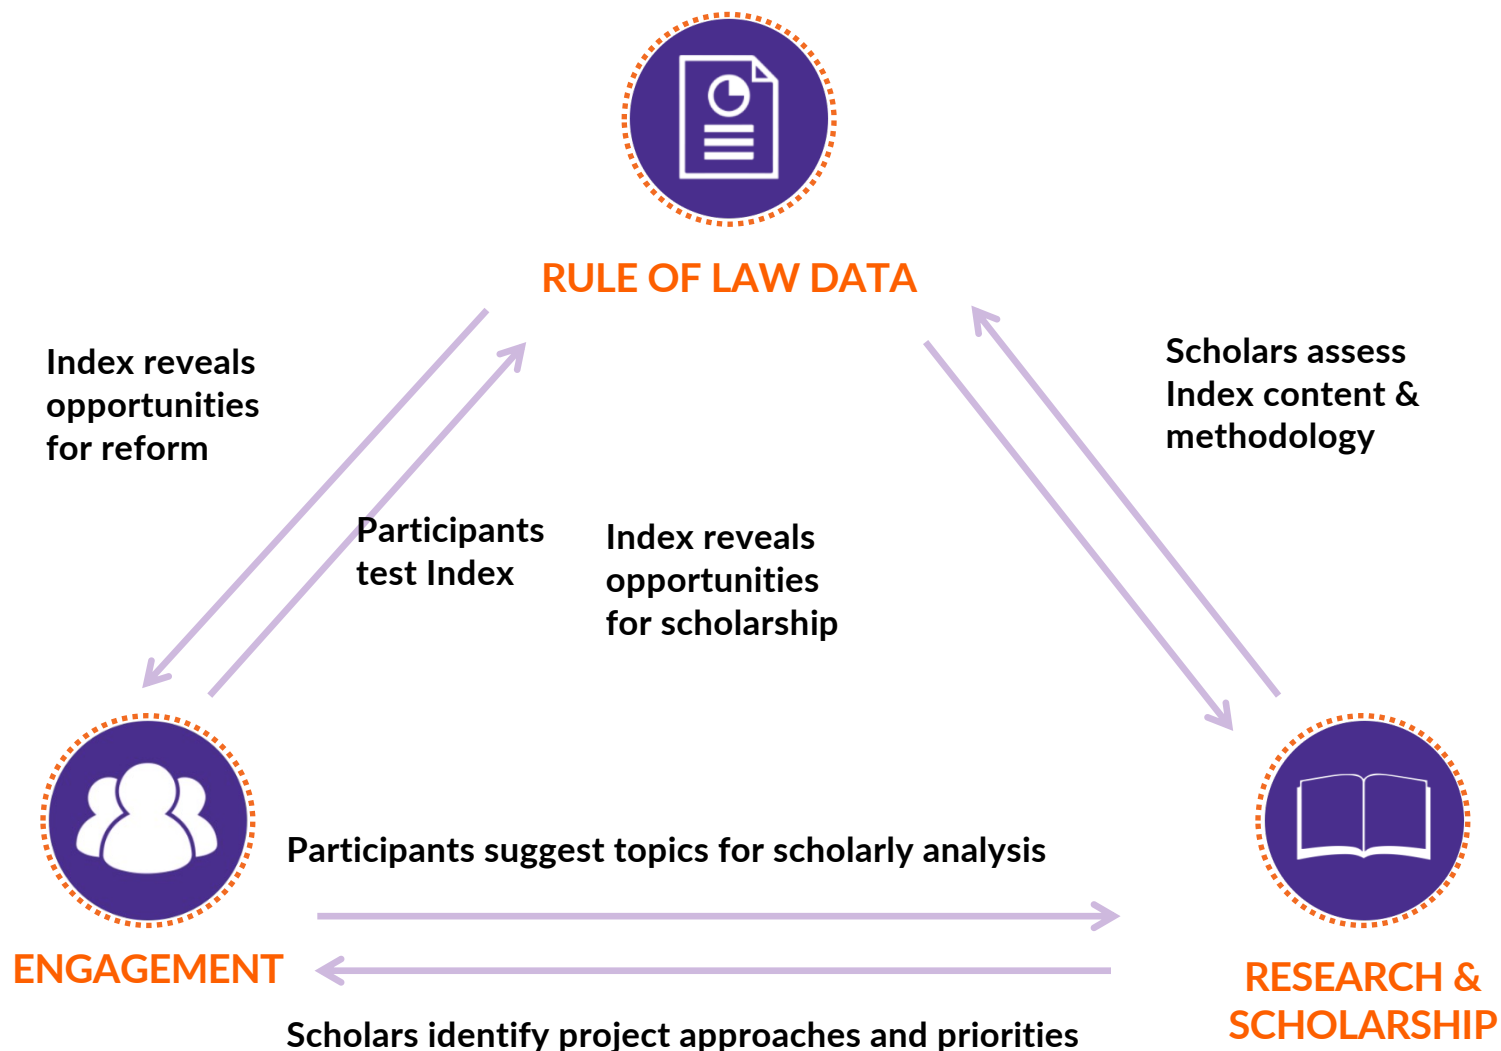 RULE OF LAW DATA
Index reveals
opportunities
for reform
Scholars assess
Index content &
methodology
Participants
test Index
Index reveals
opportunities
for scholarship
Participants suggest topics for scholarly analysis
ENGAGEMENT
RESEARCH &
SCHOLARSHIP
Scholars identify project approaches and priorities